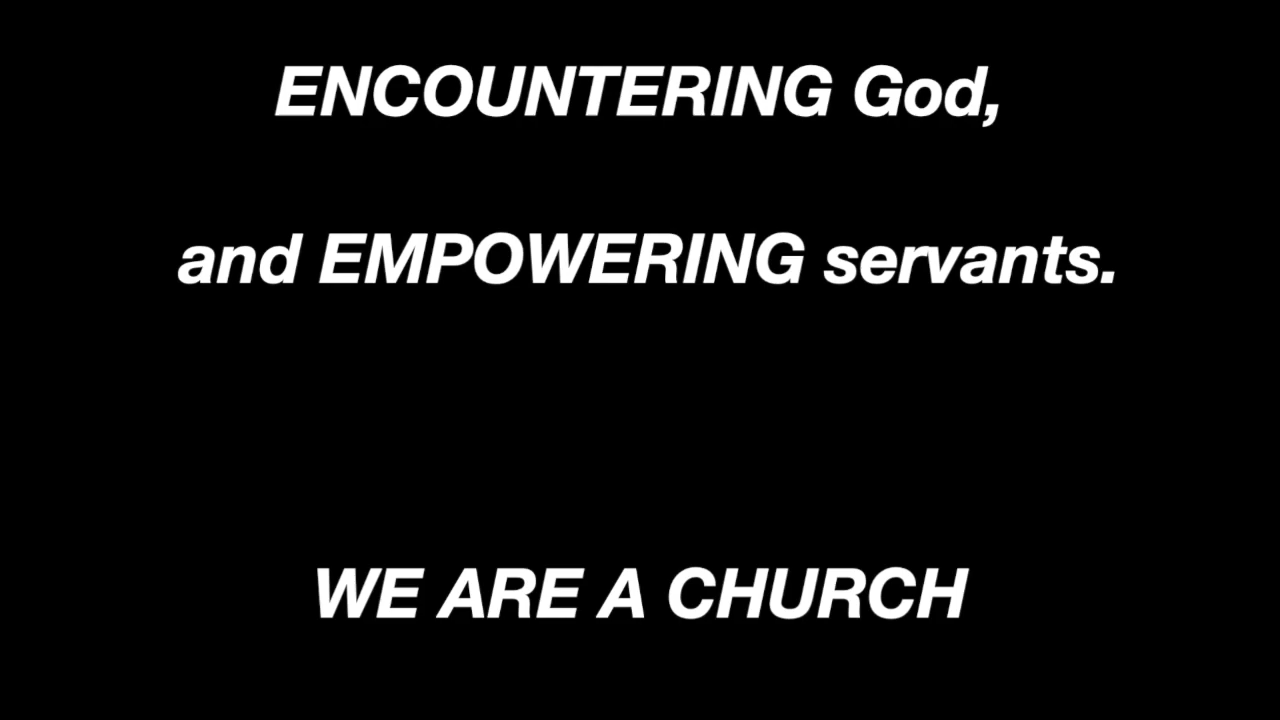 ENCOUNTERING God,
and EMPOWERING servants.
WE ARE A CHURCH